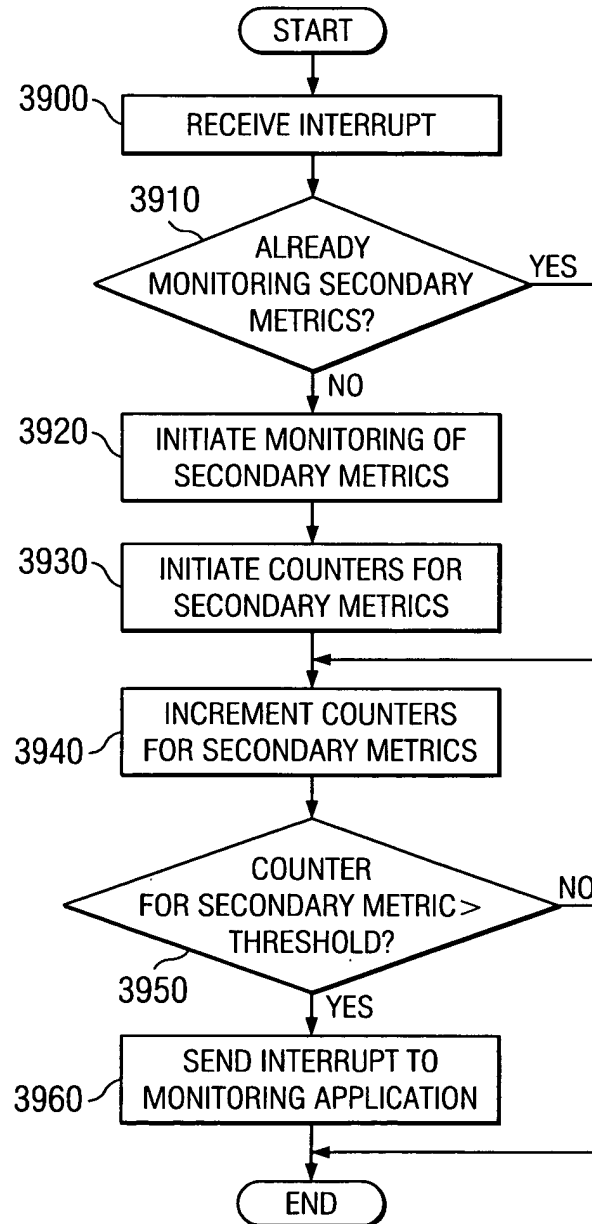 START
3900
RECEIVE INTERRUPT
3910
ALREADY
MONITORING SECONDARY
METRICS?
YES
NO
3920
INITIATE MONITORING OF
SECONDARY METRICS
3930
INITIATE COUNTERS FOR
SECONDARY METRICS
INCREMENT COUNTERS
FOR SECONDARY METRICS
3940
COUNTER
FOR SECONDARY METRIC >
THRESHOLD?
NO
3950
YES
SEND INTERRUPT TO
MONITORING APPLICATION
3960
END